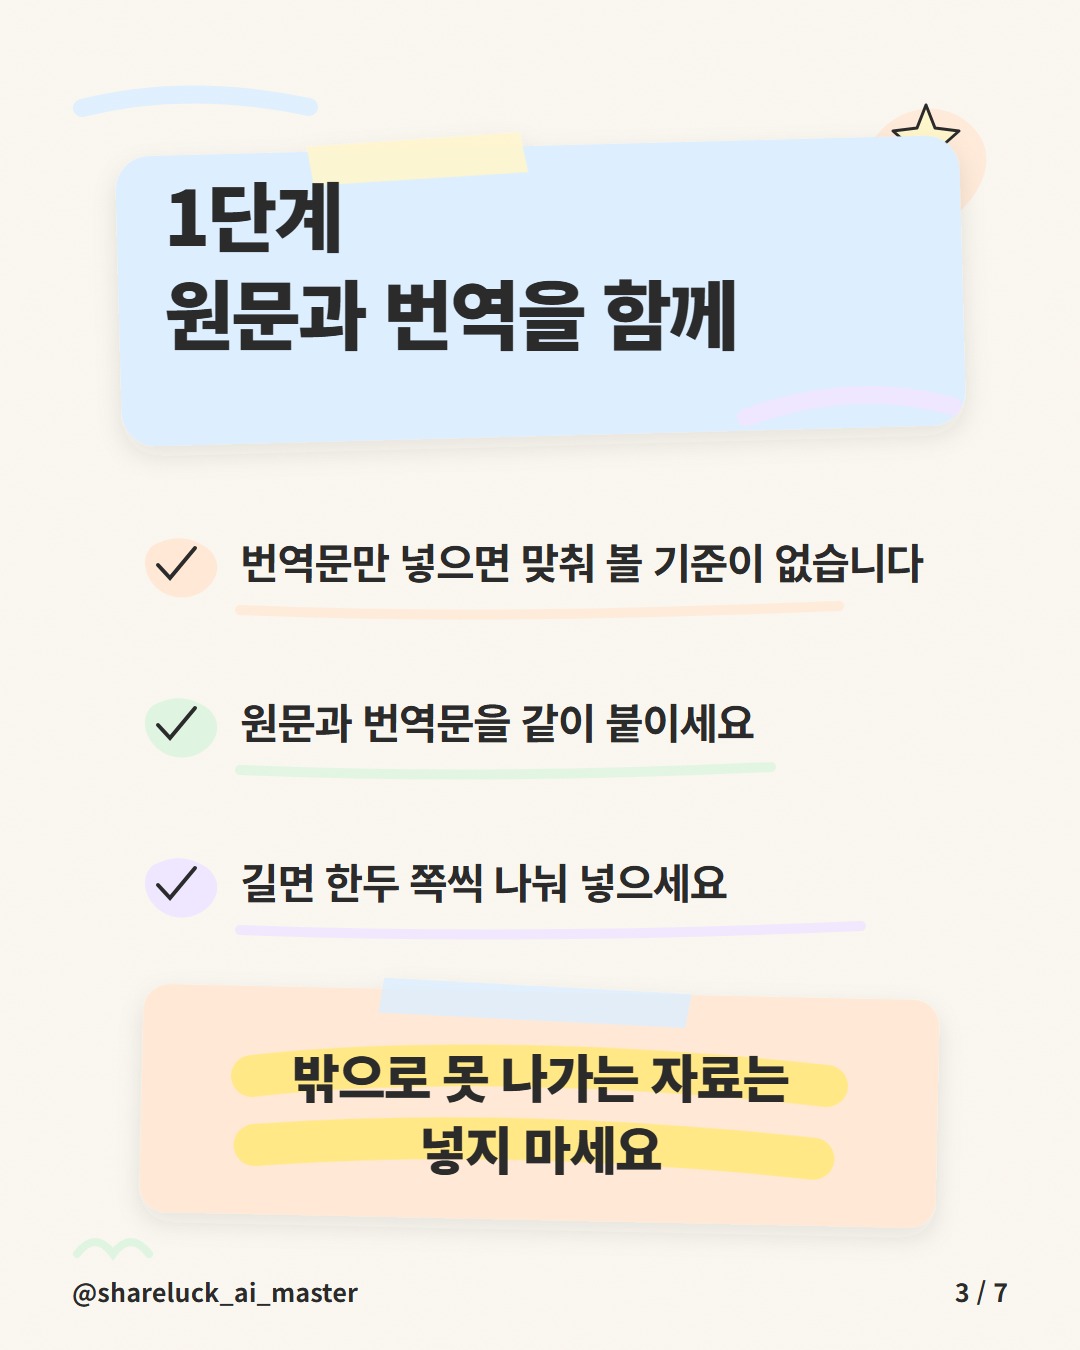 1단계
원문과 번역을 함께
번역문만 넣으면 맞춰 볼 기준이 없습니다
원문과 번역문을 같이 붙이세요
길면 한두 쪽씩 나눠 넣으세요
밖으로 못 나가는 자료는
넣지 마세요
@shareluck_ai_master
3 / 7